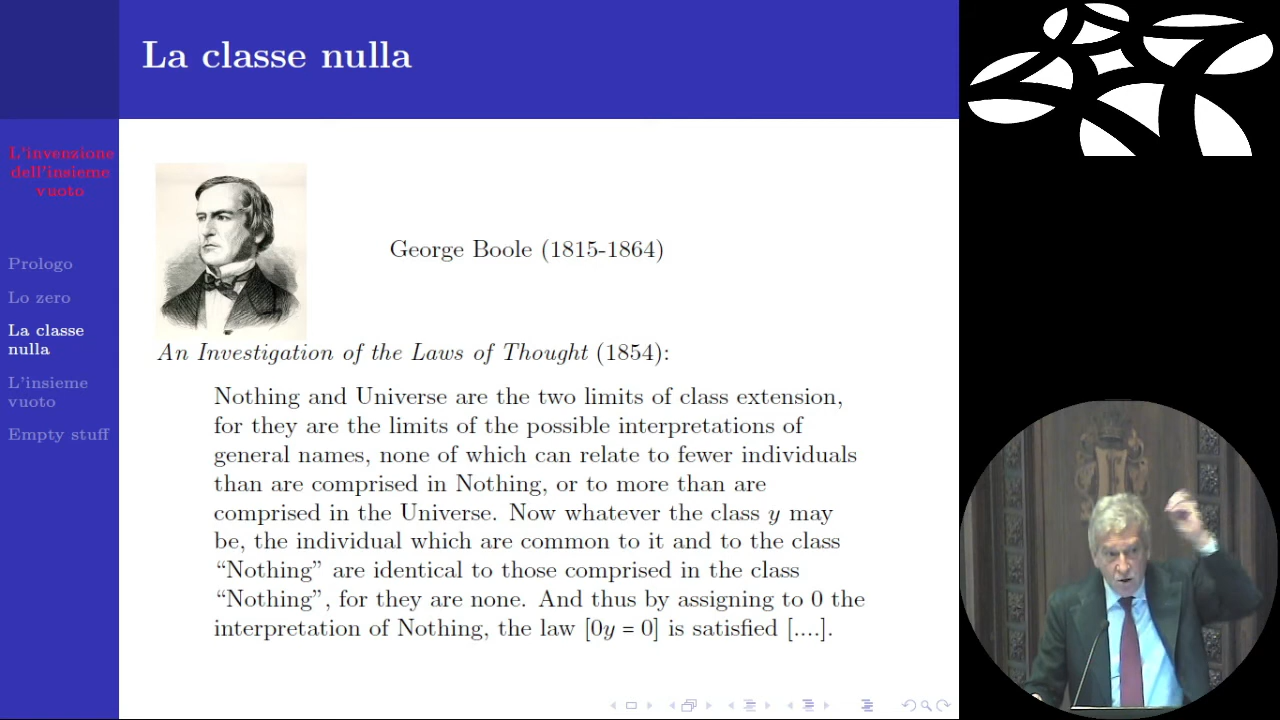 La classe nulla
L'invenzione
dell'insieme
vuoto
Prologo
Lo zero
La classe
nulla
L'insieme
vuoto
Empty stuff
George Boole (1815-1864)
An Investigation of the Laws of Thought (1854):
Nothing and Universe are the two limits of class extension,
for they are the limits of the possible interpretations of
general names, none of which can relate to fewer individuals
than are comprised in Nothing, or to more than are
comprised in the Universe. Now whatever the class y may
be, the individual which are common to it and to the class
“Nothing” are identical to those comprised in the class
“Nothing”, for they are none. And thus by assigning to 0 the
interpretation of Nothing, the law [0y = 0] is satisfied [....].